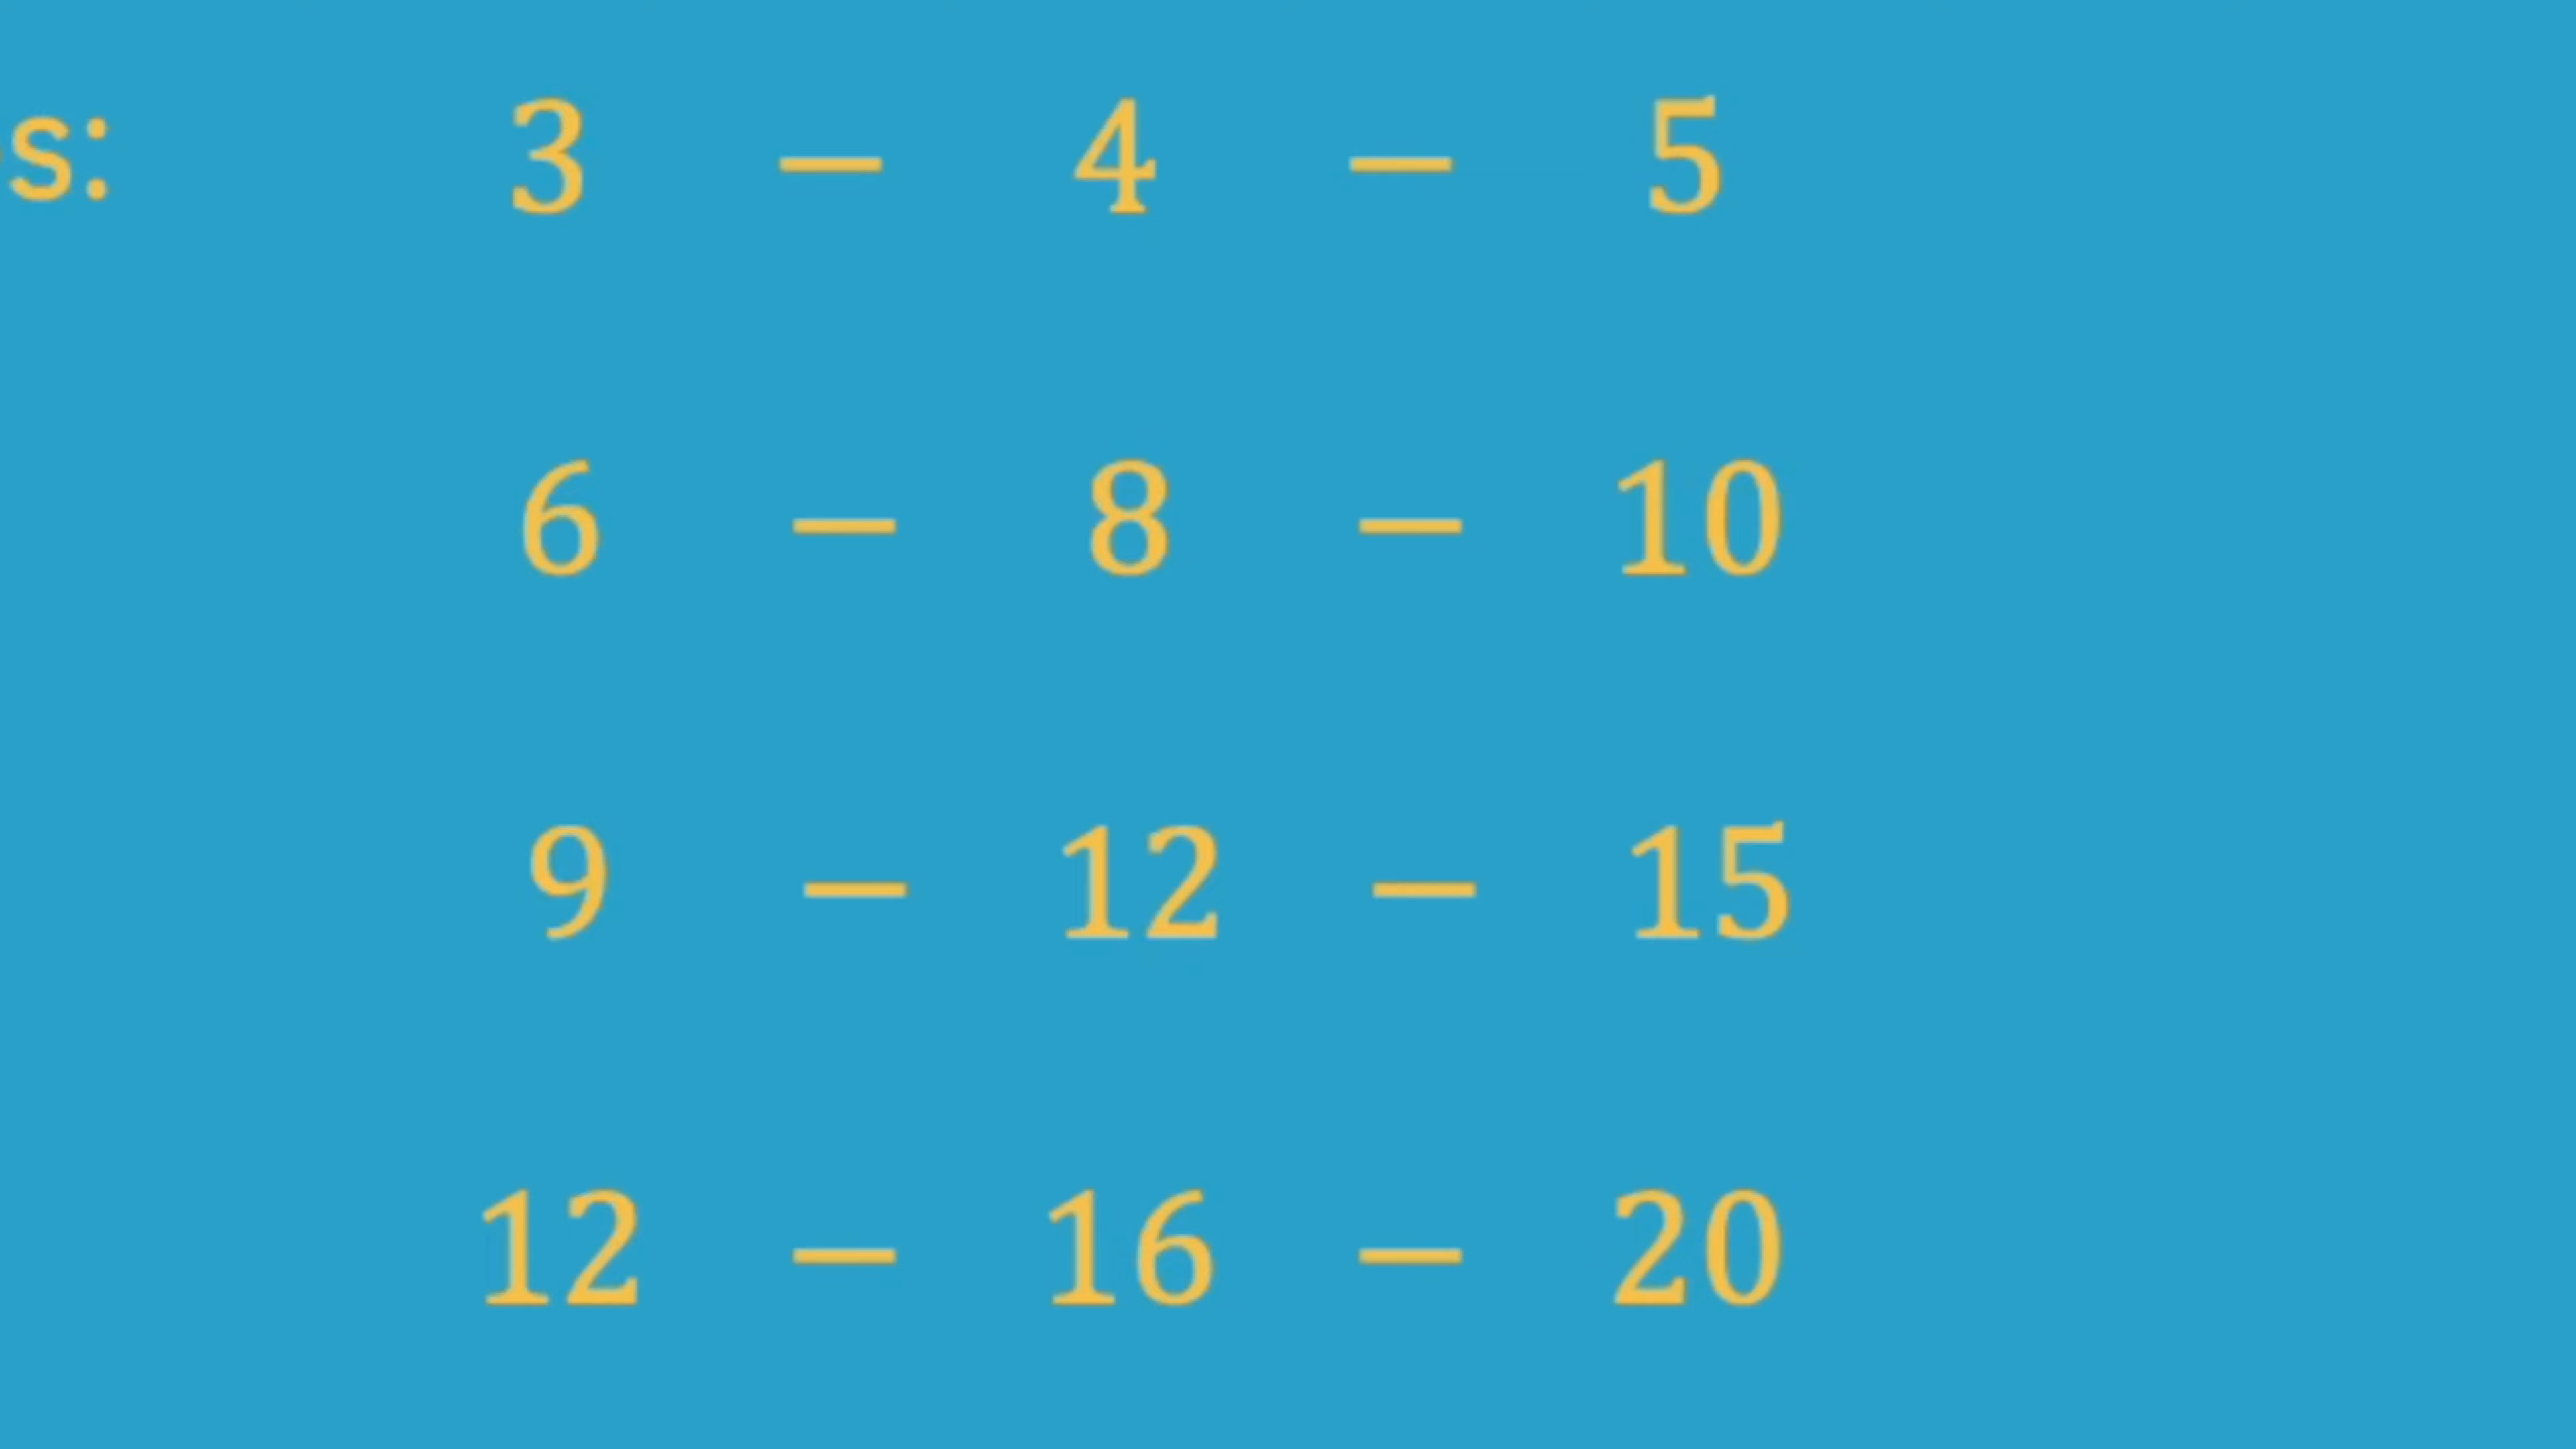 s: 3 – 4 – 5
6 – 8 – 10
9 – 12 – 15
12 – 16 – 20